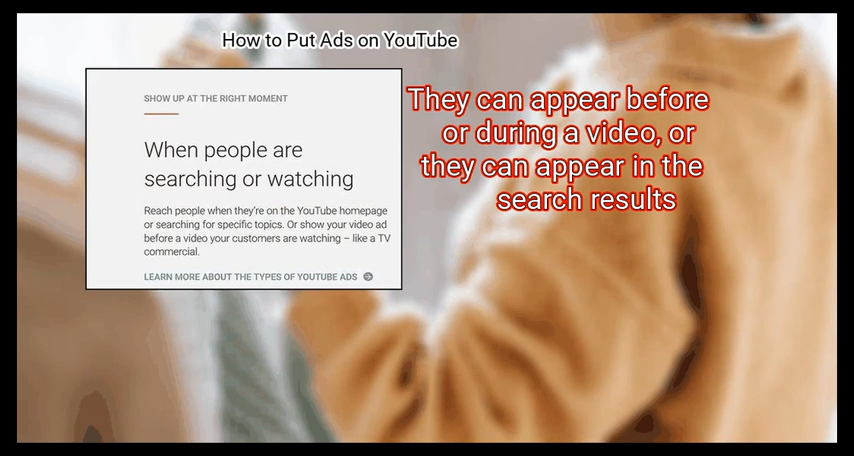 How to Put Ads on YouTube
SHOW UP AT THE RIGHT MOMENT
When people are
searching or watching
Reach people when they're on the YouTube homepage
or searching for specific topics. Or show your video ad
before a video your customers are watching – like a TV
commercial.
LEARN MORE ABOUT THE TYPES OF YOUTUBE ADS
They can appear before
or during a video, or
they can appear in the
search results